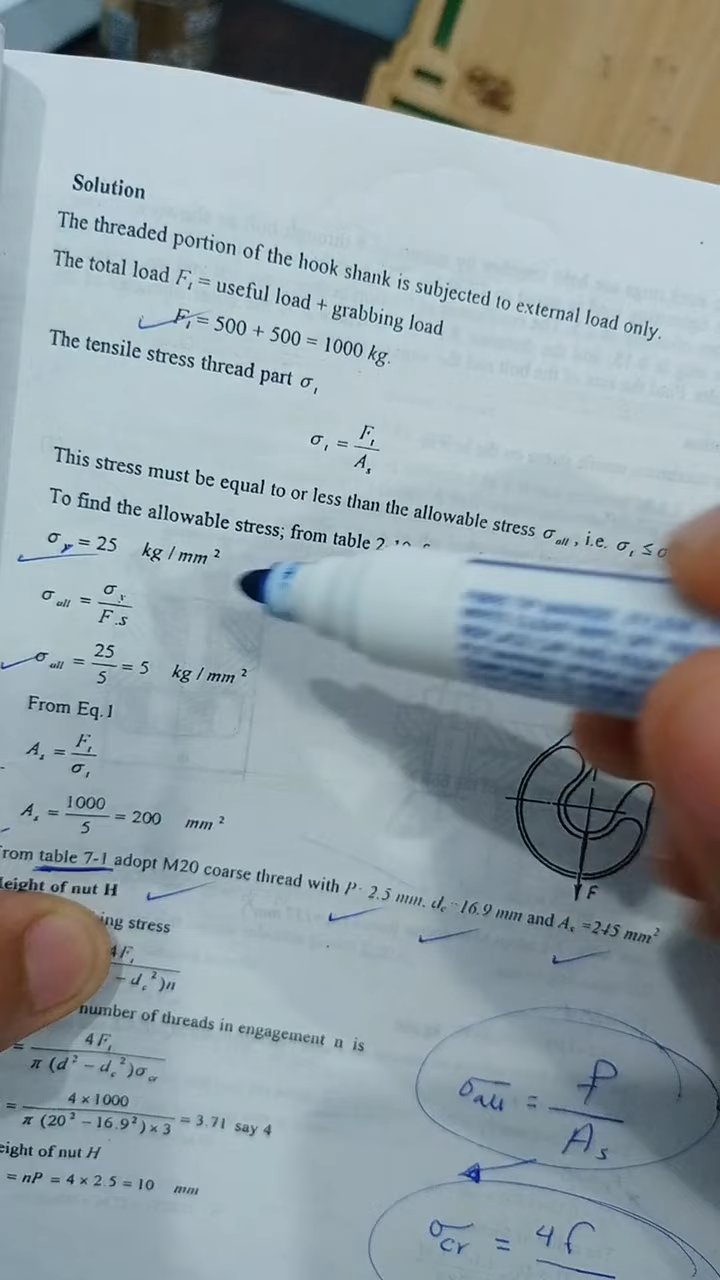 Solution
The threaded portion of the hook shank is subjected to external load only.
The total load F_t = useful load + grabbing load
F_t = 500 + 500 = 1000 kg.
The tensile stress thread part σ_t
σ_t = F_t / A_s
This stress must be equal to or less than the allowable stress σ_all, i.e. σ_t ≤ σ
To find the allowable stress; from table 2
σ_y = 25 kg/mm²
σ_all = σ_y / F.s
σ_all = 25/5 = 5 kg/mm²
From Eq.1
A_s = F_t / σ_t
A_s = 1000/5 = 200 mm²
rom table 7-1 adopt M20 coarse thread with P= 2.5 mm, d_c=16.9 mm and A_s=245 mm²
F
eight of nut H
ing stress
4F_t
- d_c²)n
number of threads in engagement n is
= 4F_t / π (d² - d_c²)σ_cr
= 4×1000 / π (20² - 16.9²)×3 = 3.71 say 4
eight of nut H
= nP = 4×2.5 = 10 mm
σ_all = P / A_s
σ_cr = 4f